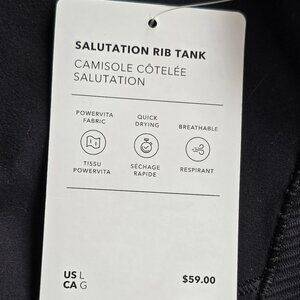 SALUTATION RIB TANK
CAMISOLE CÔTELÉE
SALUTATION
POWERVITA
FABRIC
QUICK
DRYING
BREATHABLE
TISSU
POWERVITA
SÉCHAGE
RAPIDE
RESPIRANT
US L
CA G
$59.00